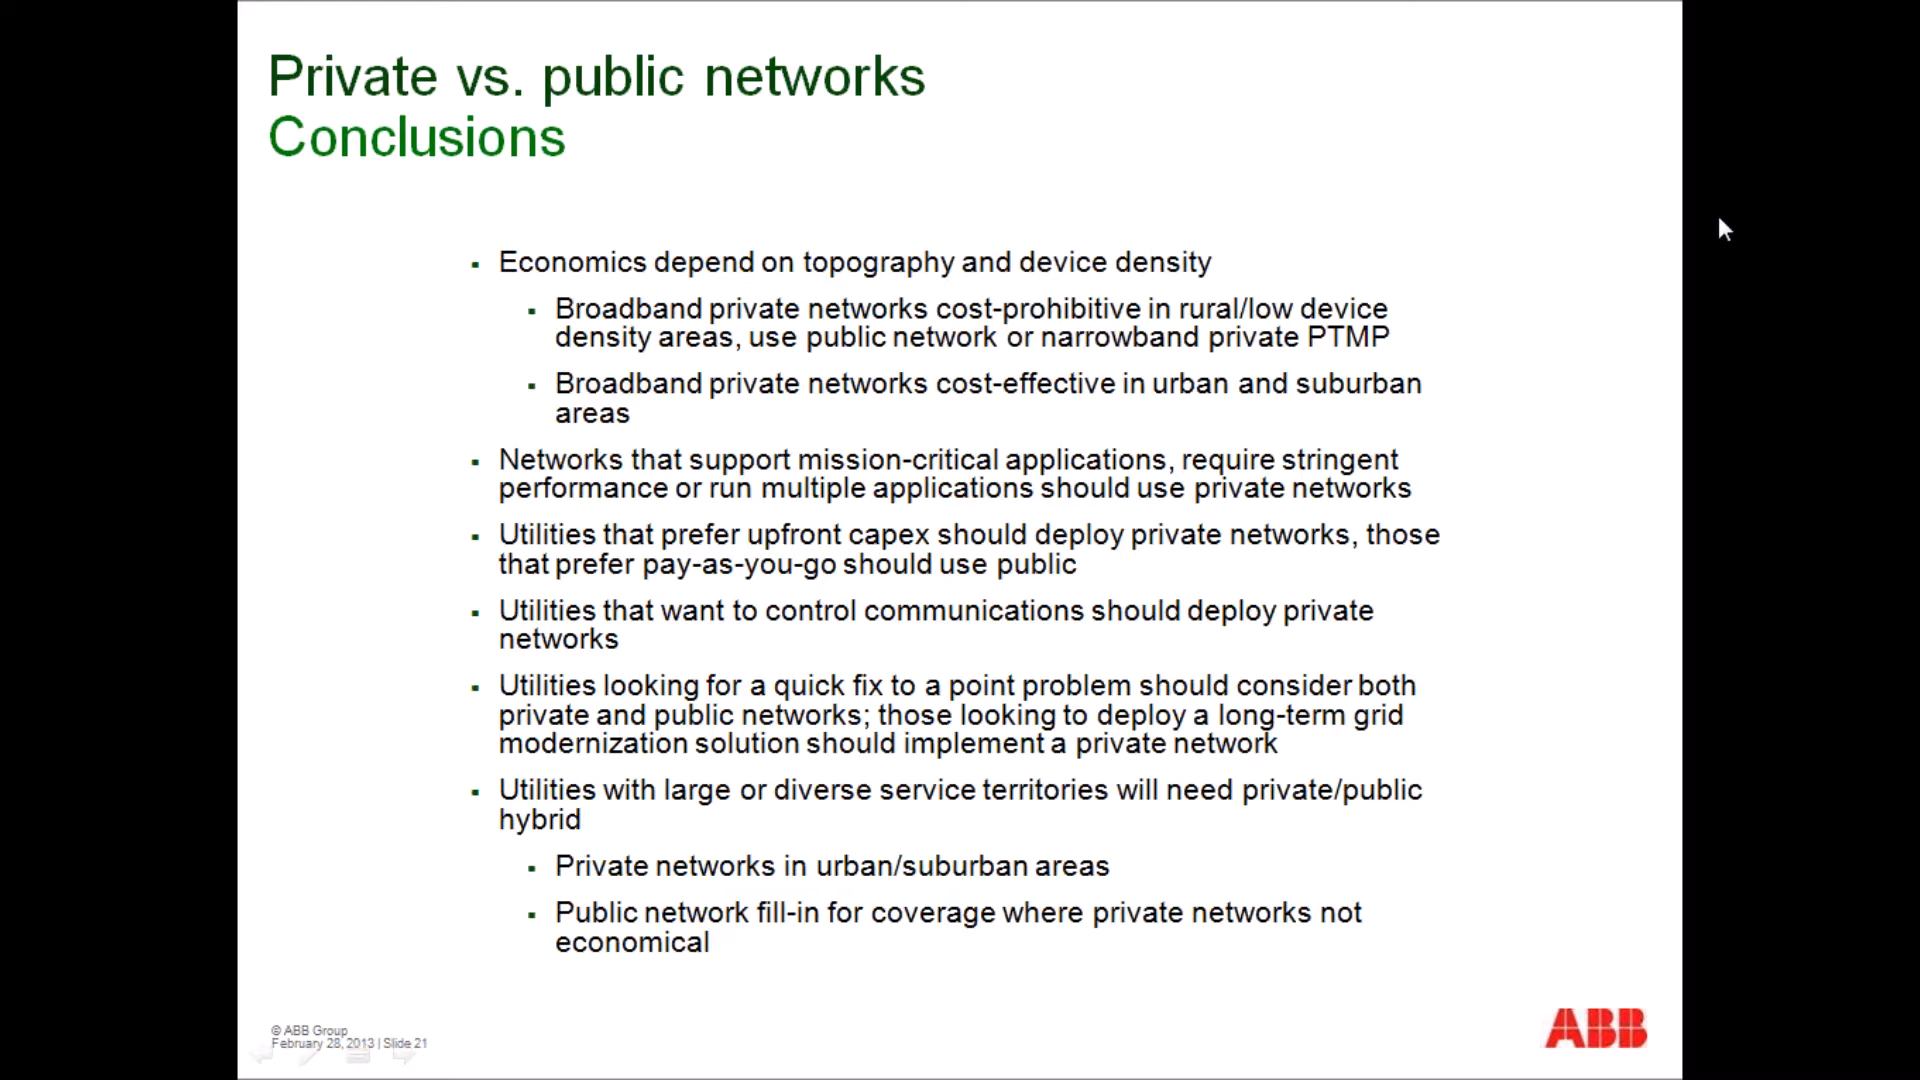 Private vs. public networks
Conclusions
▪ Economics depend on topography and device density
▪ Broadband private networks cost-prohibitive in rural/low device
density areas, use public network or narrowband private PTMP
▪ Broadband private networks cost-effective in urban and suburban
areas
▪ Networks that support mission-critical applications, require stringent
performance or run multiple applications should use private networks
▪ Utilities that prefer upfront capex should deploy private networks, those
that prefer pay-as-you-go should use public
▪ Utilities that want to control communications should deploy private
networks
▪ Utilities looking for a quick fix to a point problem should consider both
private and public networks; those looking to deploy a long-term grid
modernization solution should implement a private network
▪ Utilities with large or diverse service territories will need private/public
hybrid
▪ Private networks in urban/suburban areas
▪ Public network fill-in for coverage where private networks not
economical
© ABB Group
February 28, 2013 | Slide 21
ABB